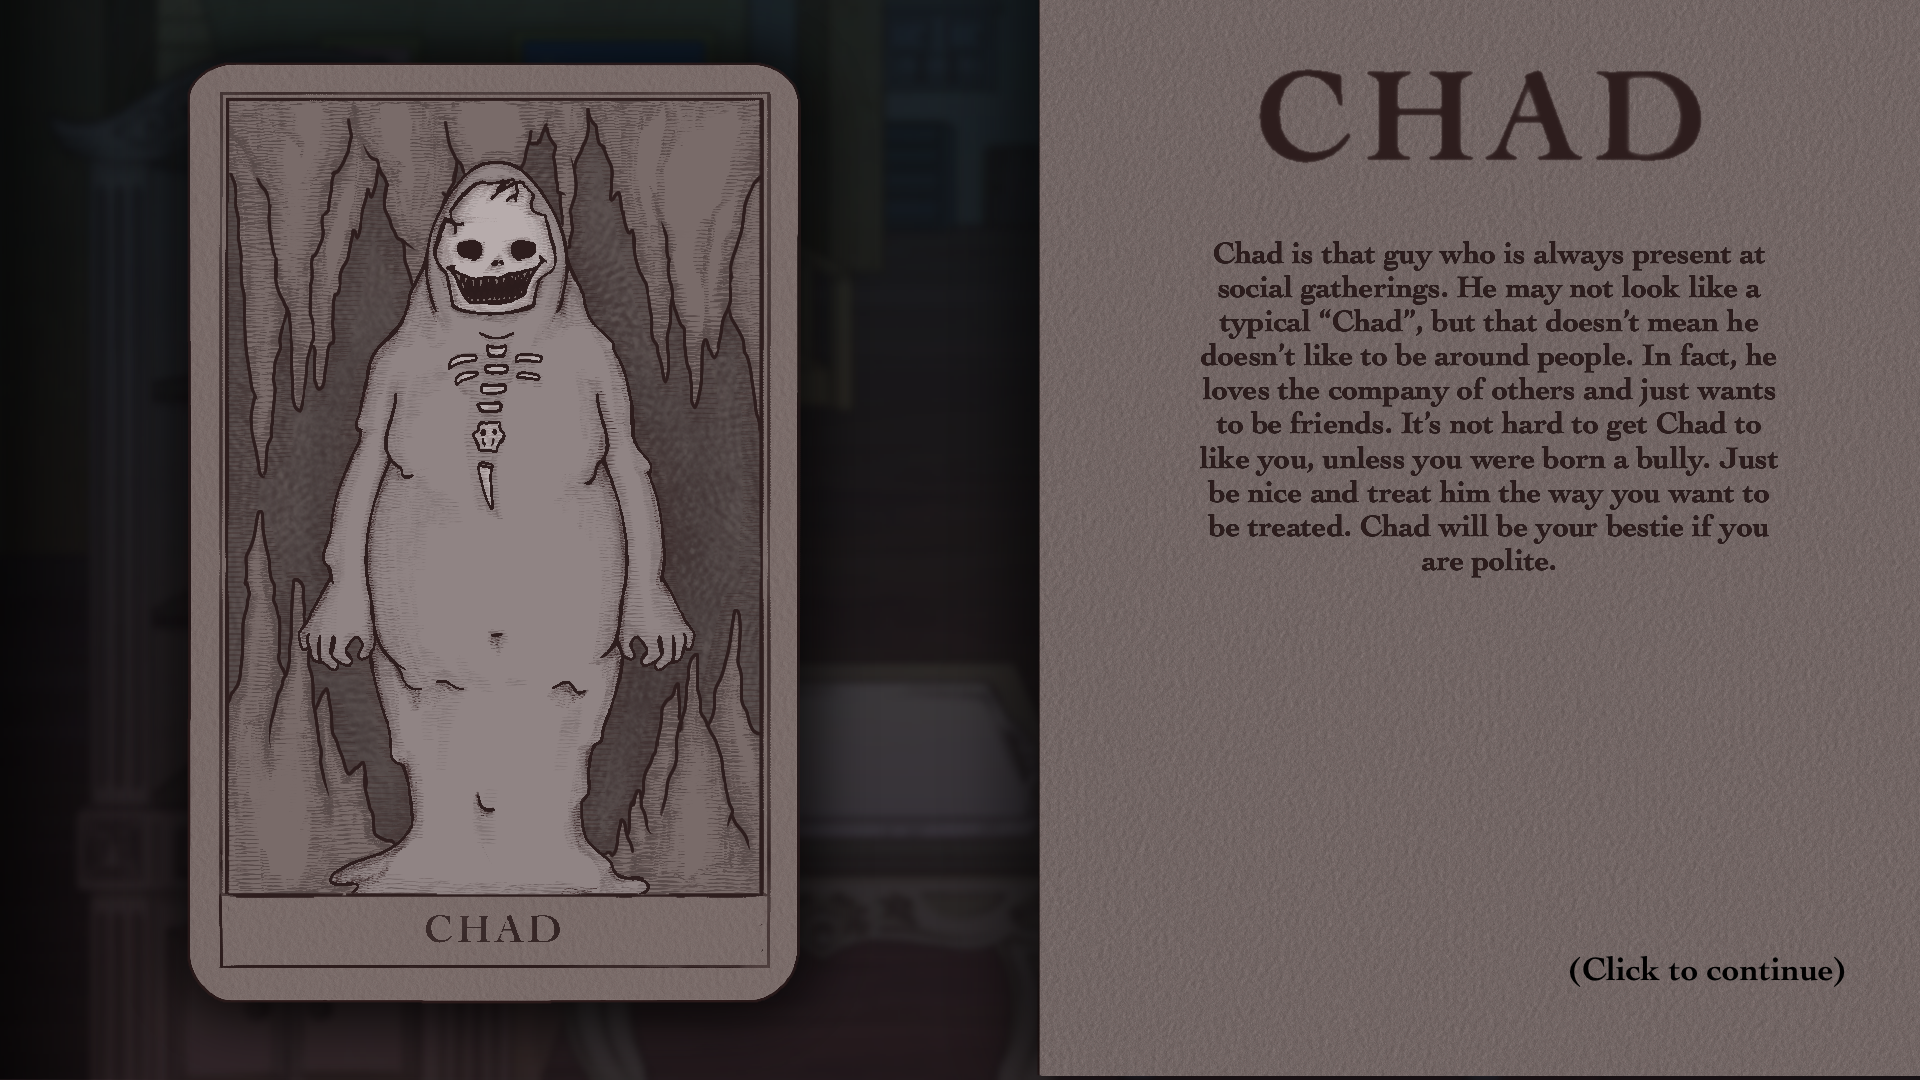 CHAD
CHAD
Chad is that guy who is always present at
social gatherings. He may not look like a
typical “Chad”, but that doesn’t mean he
doesn’t like to be around people. In fact, he
loves the company of others and just wants
to be friends. It’s not hard to get Chad to
like you, unless you were born a bully. Just
be nice and treat him the way you want to
be treated. Chad will be your bestie if you
are polite.
(Click to continue)